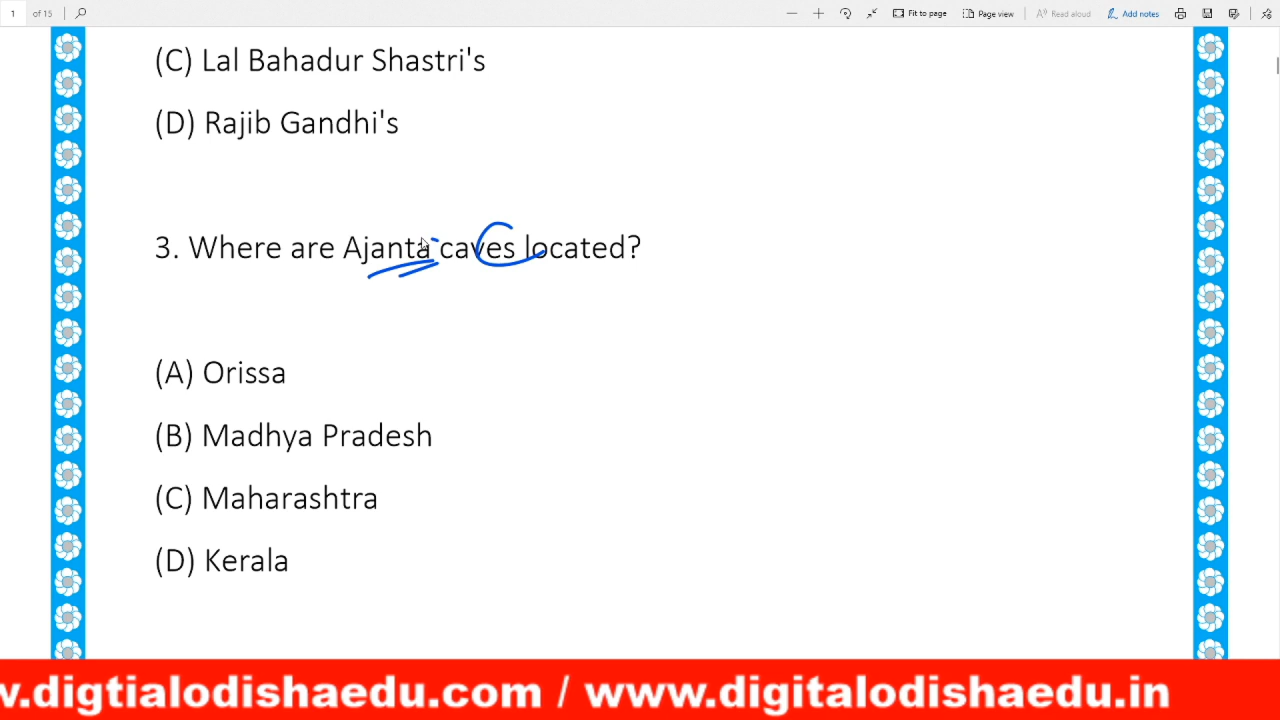 1 of 15 Fit to page Page view Read aloud Add notes
(C) Lal Bahadur Shastri's
(D) Rajib Gandhi's
3. Where are Ajanta caves located?
(A) Orissa
(B) Madhya Pradesh
(C) Maharashtra
(D) Kerala
v.digtialodishaedu.com / www.digitalodishaedu.in